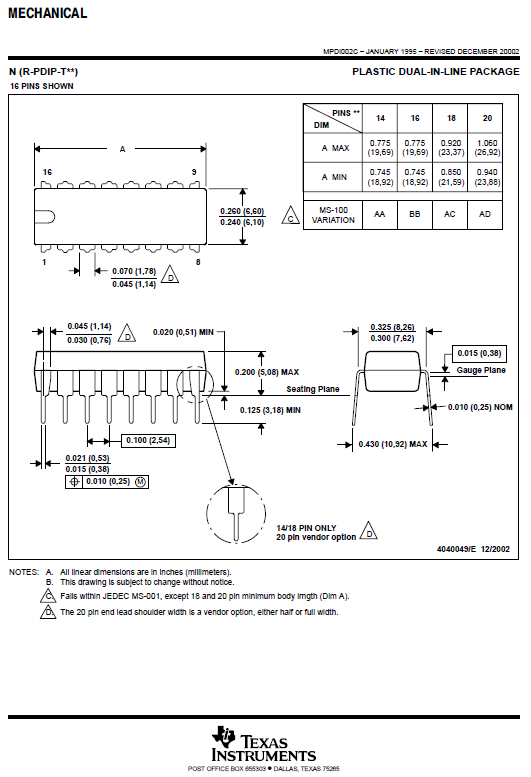 MECHANICAL
MPDI002C – JANUARY 1995 – REVISED DECEMBER 20002
N (R-PDIP-T**)
PLASTIC DUAL-IN-LINE PACKAGE
16 PINS SHOWN
PINS **
DIM
14
16
18
20
A MAX
0.775
(19,69)
0.775
(19,69)
0.920
(23,37)
1.060
(26,92)
A MIN
0.745
(18,92)
0.745
(18,92)
0.850
(21,59)
0.940
(23,88)
MS-100
VARIATION
AA
BB
AC
AD
C
A
16
9
1
8
0.260 (6,60)
0.240 (6,10)
0.070 (1,78)
0.045 (1,14)
D
0.045 (1,14)
0.030 (0,76)
D
0.020 (0,51) MIN
0.200 (5,08) MAX
Seating Plane
0.125 (3,18) MIN
0.100 (2,54)
0.021 (0,53)
0.015 (0,38)
0.010 (0,25) M
0.325 (8,26)
0.300 (7,62)
0.015 (0,38)
Gauge Plane
0.010 (0,25) NOM
0.430 (10,92) MAX
14/18 PIN ONLY
20 pin vendor option
D
4040049/E 12/2002
NOTES: A. All linear dimensions are in inches (millimeters).
B. This drawing is subject to change without notice.
C. Falls within JEDEC MS-001, except 18 and 20 pin minimum body lrngth (Dim A).
D. The 20 pin end lead shoulder width is a vendor option, either half or full width.
TEXAS
INSTRUMENTS
POST OFFICE BOX 655303 • DALLAS, TEXAS 75265